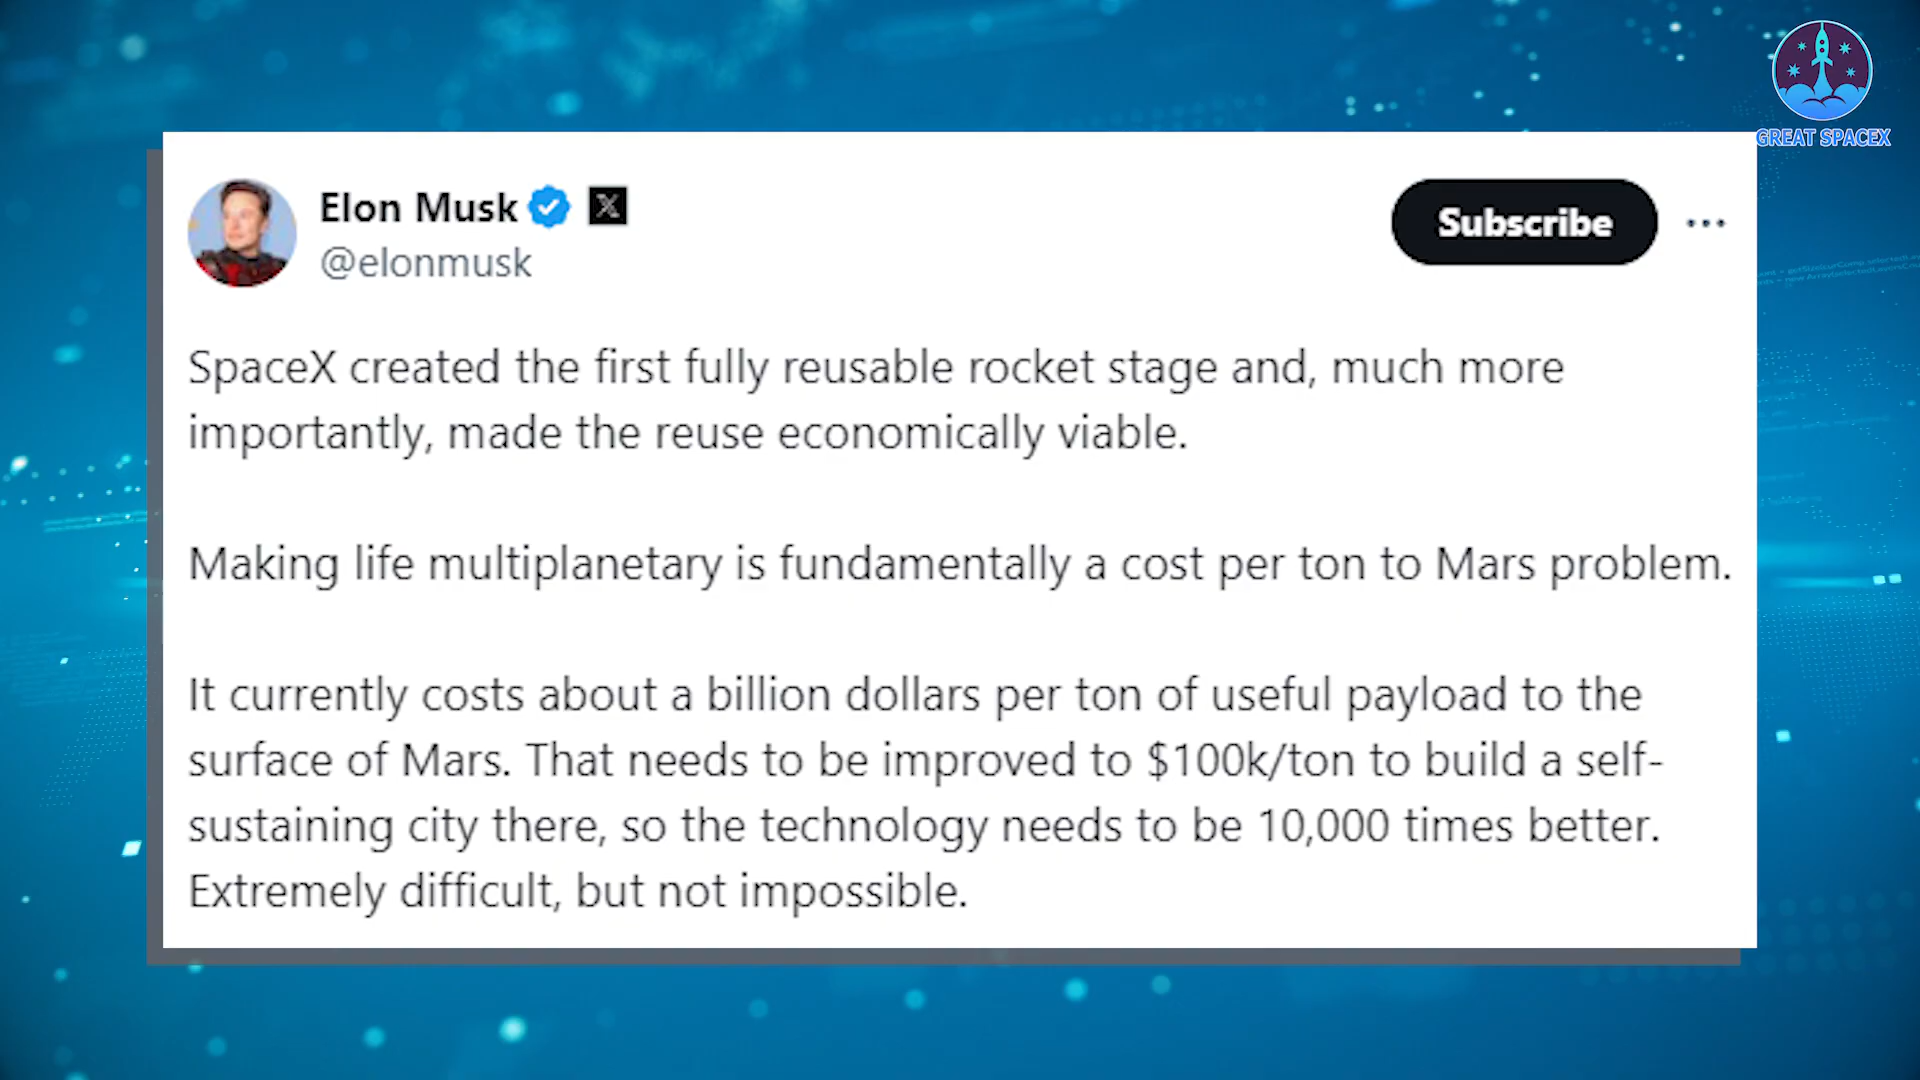 GREAT SPACEX
Elon Musk
@elonmusk
Subscribe
SpaceX created the first fully reusable rocket stage and, much more
importantly, made the reuse economically viable.
Making life multiplanetary is fundamentally a cost per ton to Mars problem.
It currently costs about a billion dollars per ton of useful payload to the
surface of Mars. That needs to be improved to $100k/ton to build a self-
sustaining city there, so the technology needs to be 10,000 times better.
Extremely difficult, but not impossible.